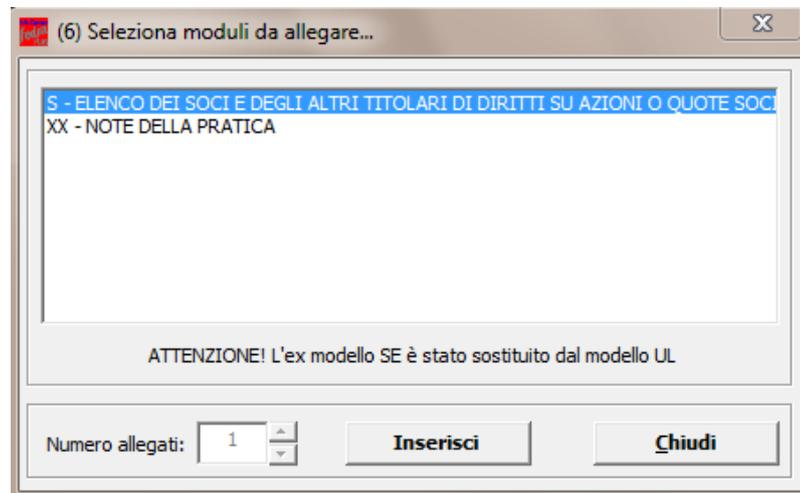 (6) Seleziona moduli da allegare...
S - ELENCO DEI SOCI E DEGLI ALTRI TITOLARI DI DIRITTI SU AZIONI O QUOTE SOCI
XX - NOTE DELLA PRATICA
ATTENZIONE! L'ex modello SE è stato sostituito dal modello UL
Numero allegati: 1 Inserisci Chiudi